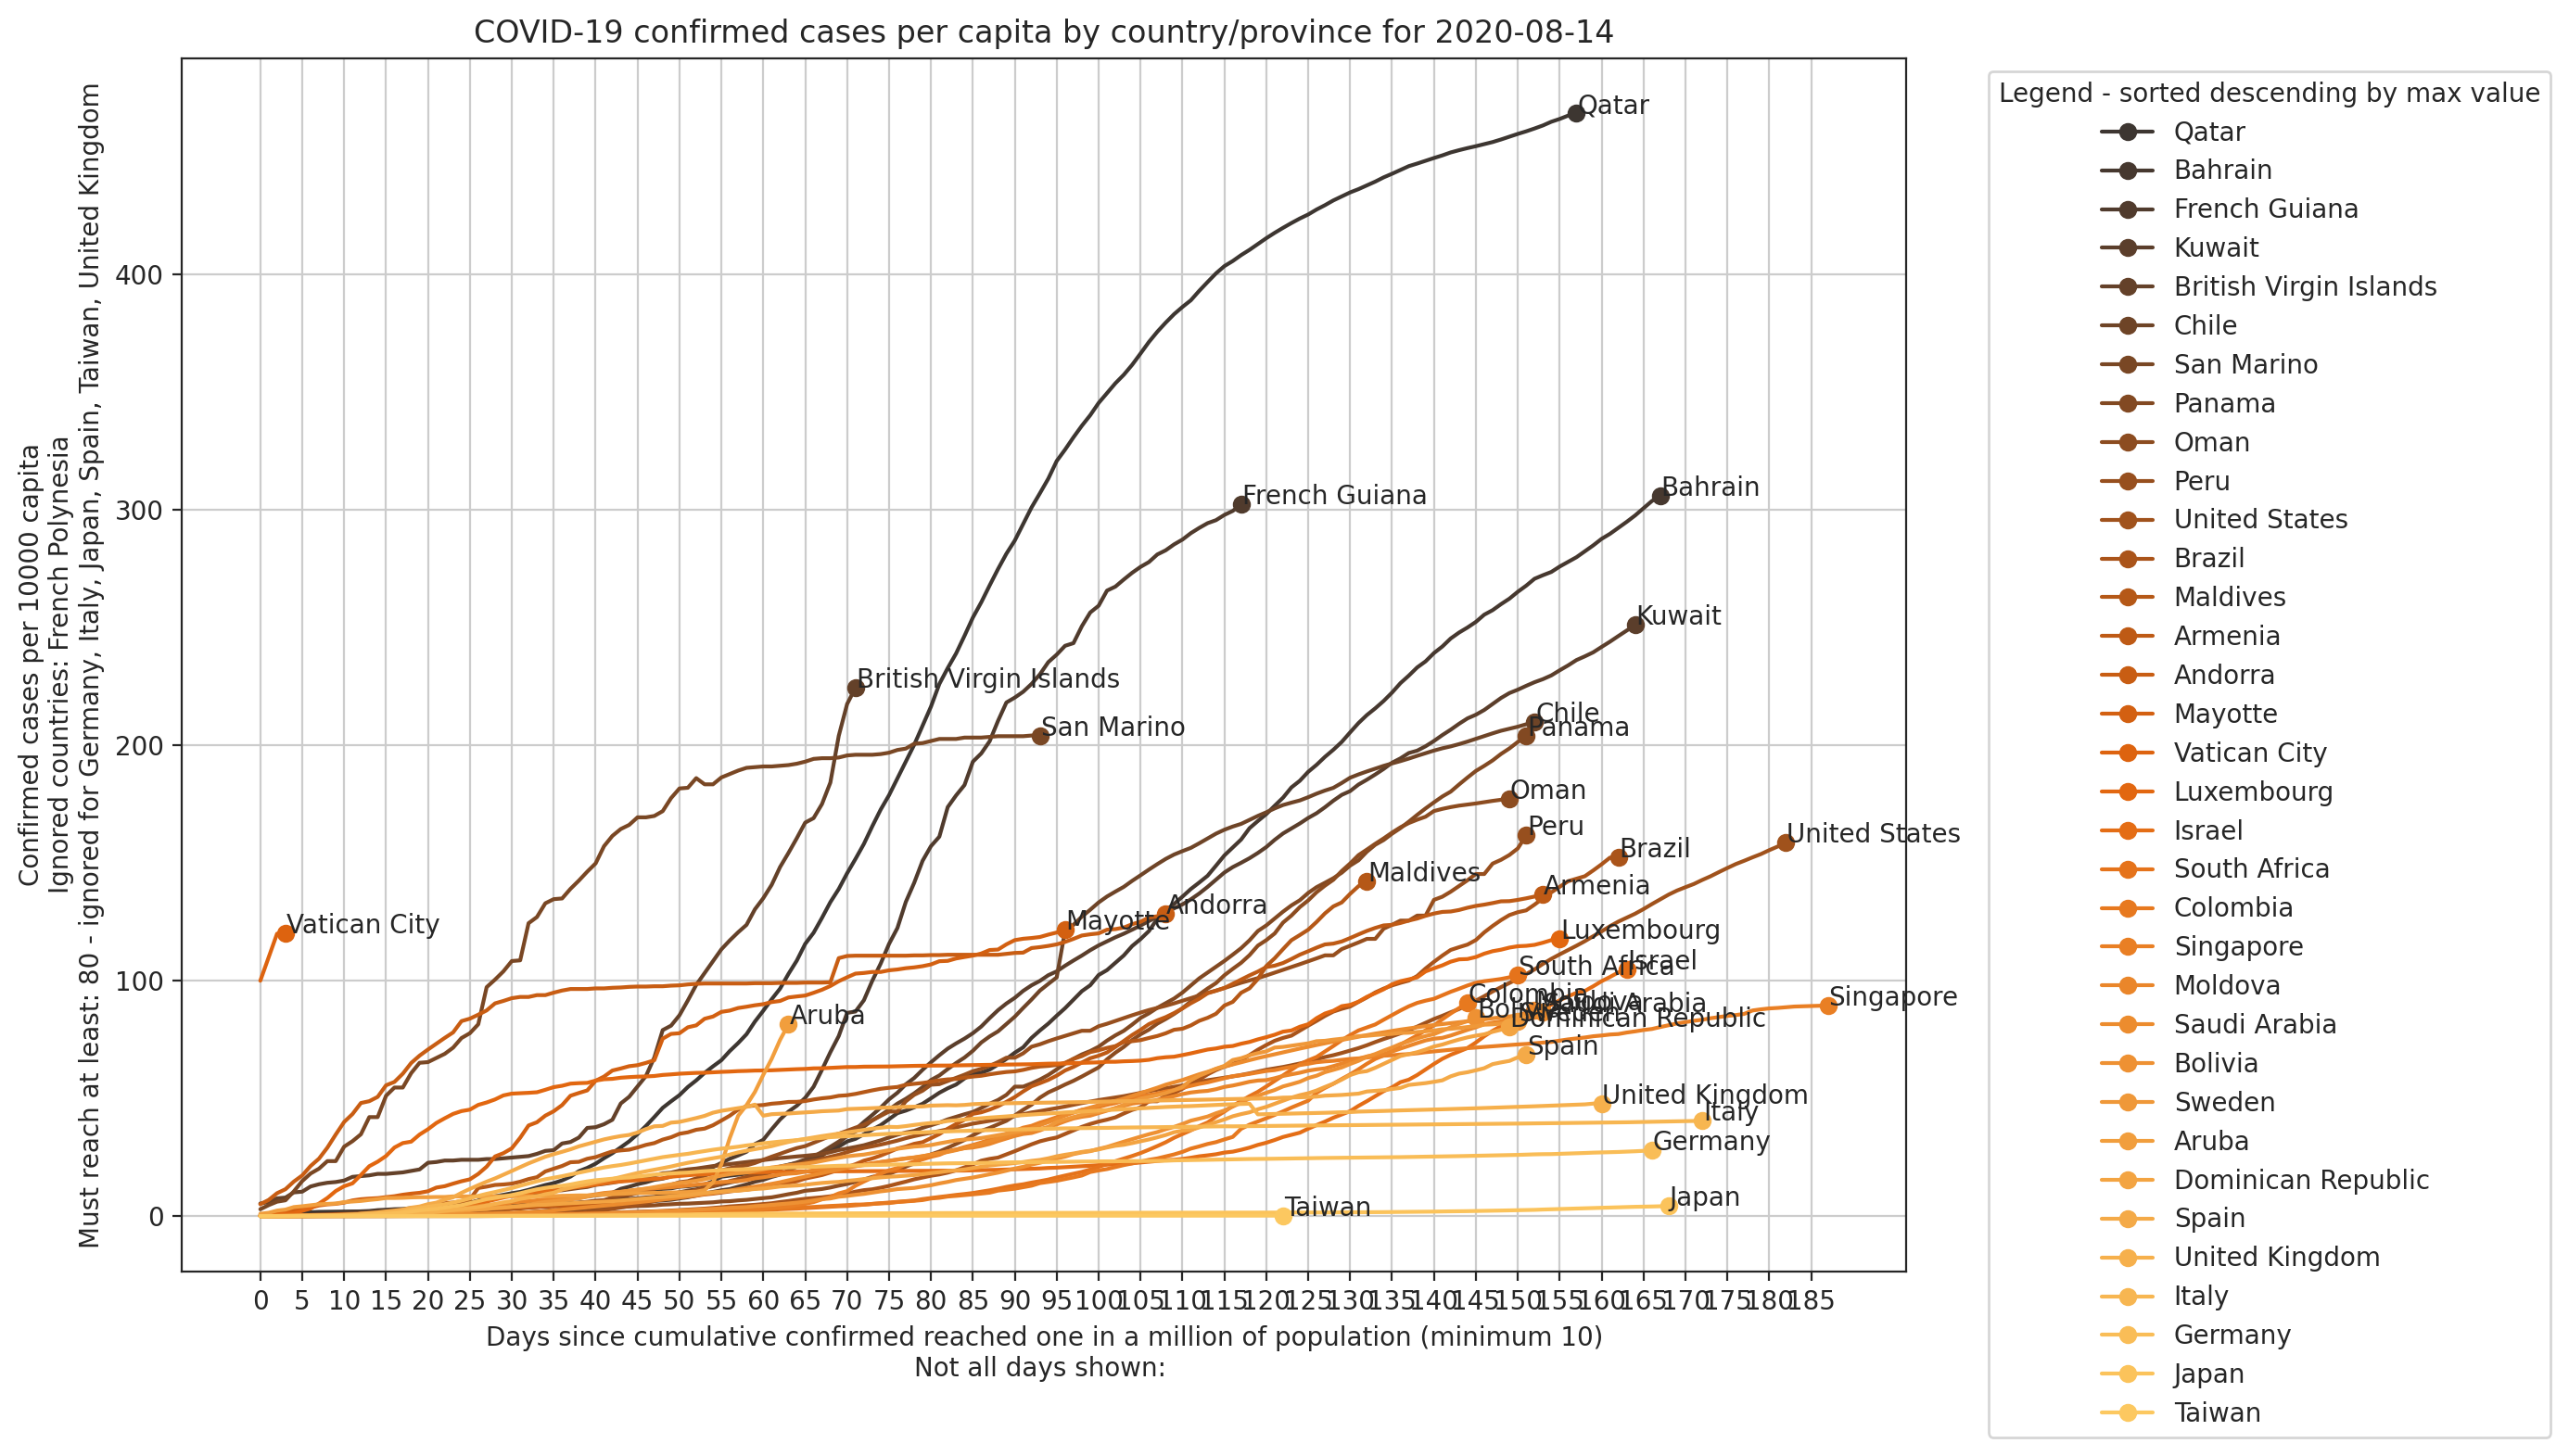 COVID-19 confirmed cases per capita by country/province for 2020-08-14
Confirmed cases per 10000 capita
Ignored countries: French Polynesia
Must reach at least: 80 - ignored for Germany, Italy, Japan, Spain, Taiwan, United Kingdom
400
300
200
100
0
Qatar
Bahrain
French Guiana
Kuwait
British Virgin Islands
Chile
San Marino
Panama
Oman
Peru
United States
Brazil
Maldives
Armenia
Andorra
Mayotte
Vatican City
Luxembourg
Israel
South Africa
Colombia
Singapore
Moldova
Saudi Arabia
Bolivia
Sweden
Aruba
Dominican Republic
Spain
United Kingdom
Italy
Germany
Japan
Taiwan
0 5 10 15 20 25 30 35 40 45 50 55 60 65 70 75 80 85 90 95 100 105 110 115 120 125 130 135 140 145 150 155 160 165 170 175 180 185
Days since cumulative confirmed reached one in a million of population (minimum 10)
Not all days shown:
Legend - sorted descending by max value
Qatar
Bahrain
French Guiana
Kuwait
British Virgin Islands
Chile
San Marino
Panama
Oman
Peru
United States
Brazil
Maldives
Armenia
Andorra
Mayotte
Vatican City
Luxembourg
Israel
South Africa
Colombia
Singapore
Moldova
Saudi Arabia
Bolivia
Sweden
Aruba
Dominican Republic
Spain
United Kingdom
Italy
Germany
Japan
Taiwan